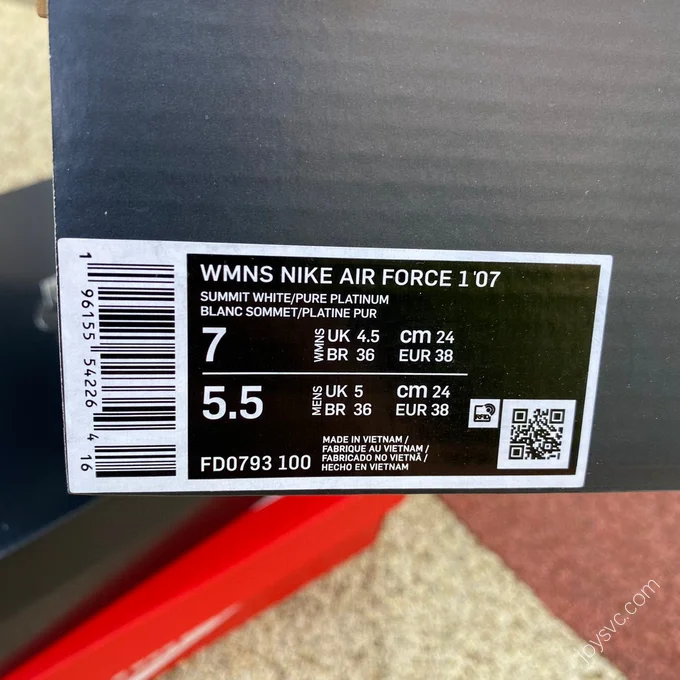 WMNS NIKE AIR FORCE 1 '07
SUMMIT WHITE/PURE PLATINUM
BLANC SOMMET/PLATINE PUR
7 WMNS UK 4.5 cm 24
BR 36 EUR 38
5.5 MENS UK 5 cm 24
BR 36 EUR 38
FD0793 100
MADE IN VIETNAM /
FABRIQUE AU VIETNAM /
FABRICADO NO VIETNÃ /
HECHO EN VIETNAM
RFID
1 96155 54226 4 16
joysvc.com